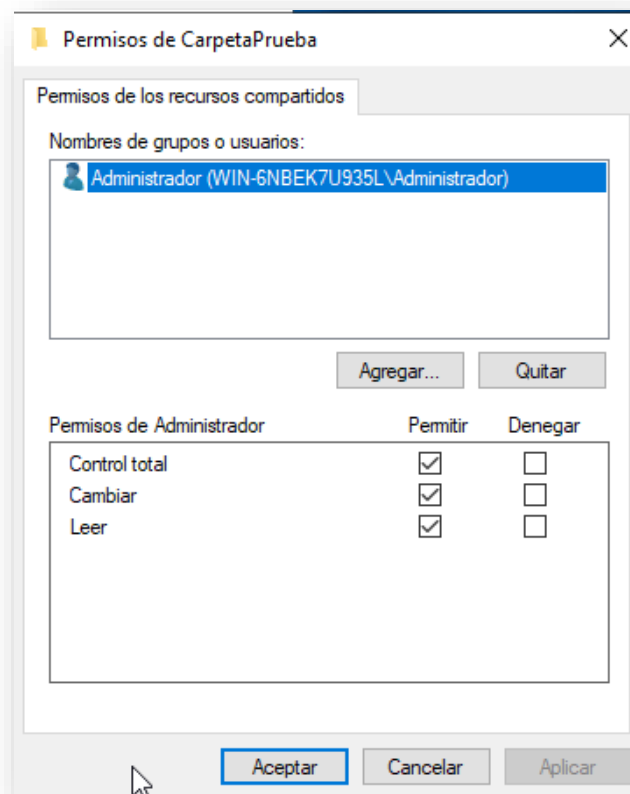 Permisos de CarpetaPrueba
Permisos de los recursos compartidos
Nombres de grupos o usuarios:
Administrador (WIN-6NBEK7U935L\Administrador)
Agregar... Quitar
Permisos de Administrador Permitir Denegar
Control total
Cambiar
Leer
Aceptar Cancelar Aplicar